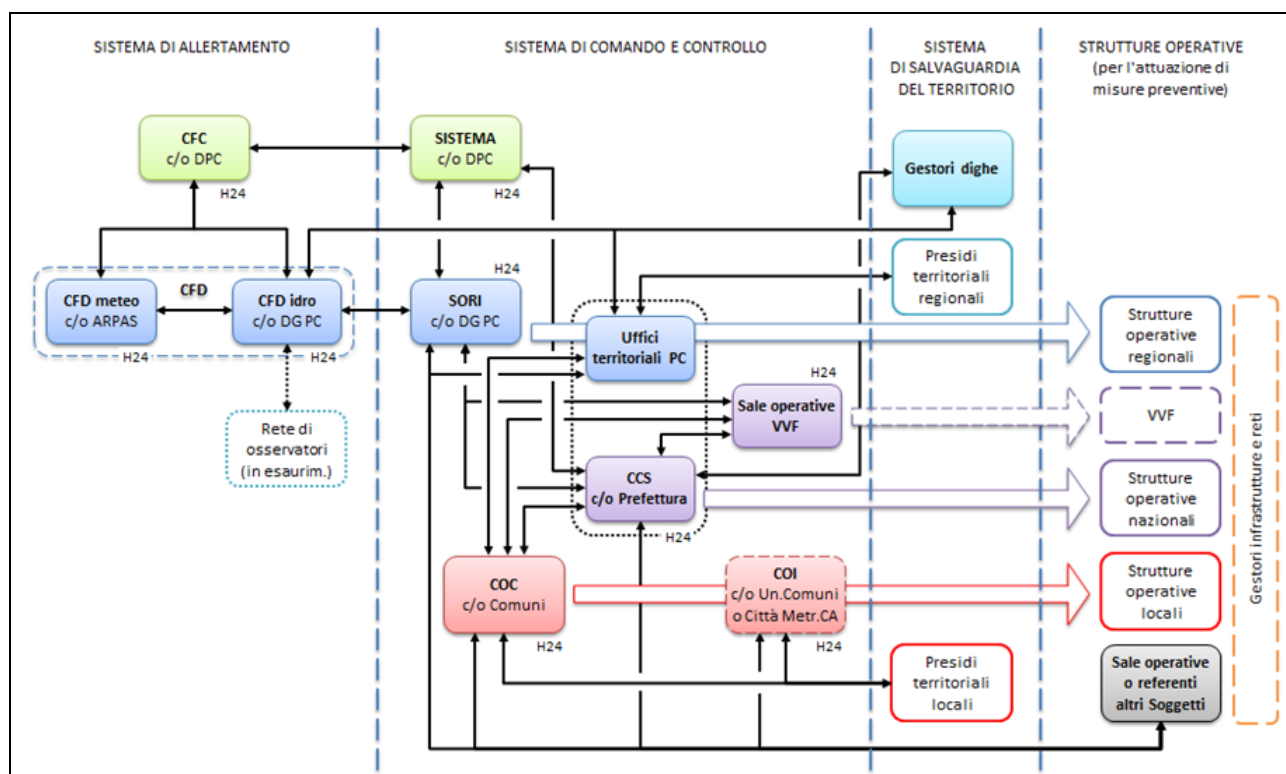 SISTEMA DI ALLERTAMENTO
SISTEMA DI COMANDO E CONTROLLO
SISTEMA
DI SALVAGUARDIA
DEL TERRITORIO
STRUTTURE OPERATIVE
(per l'attuazione di
misure preventive)
CFC
c/o DPC
H24
SISTEMA
c/o DPC
H24
Gestori dighe
Presidi
territoriali
regionali
CFD meteo
c/o ARPAS
H24
CFD
CFD idro
c/o DG PC
H24
H24
SORI
c/o DG PC
Uffici
territoriali PC
Strutture
operative
regionali
Rete di
osservatori
(in esaurim.)
H24
Sale operative
VVF
VVF
CCS
c/o Prefettura
H24
Strutture
operative
nazionali
COC
c/o Comuni
H24
COI
c/o Un.Comuni
o Città Metr.CA
H24
Strutture
operative
locali
Presidi
territoriali
locali
Sale operative
o referenti
altri Soggetti
Gestori infrastrutture e reti